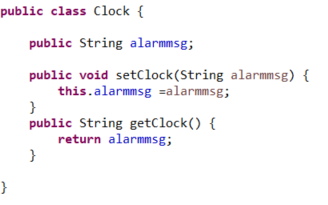 public class Clock {
public String alarmmsg;
public void setClock(String alarmmsg) {
this.alarmmsg =alarmmsg;
}
public String getClock() {
return alarmmsg;
}
}